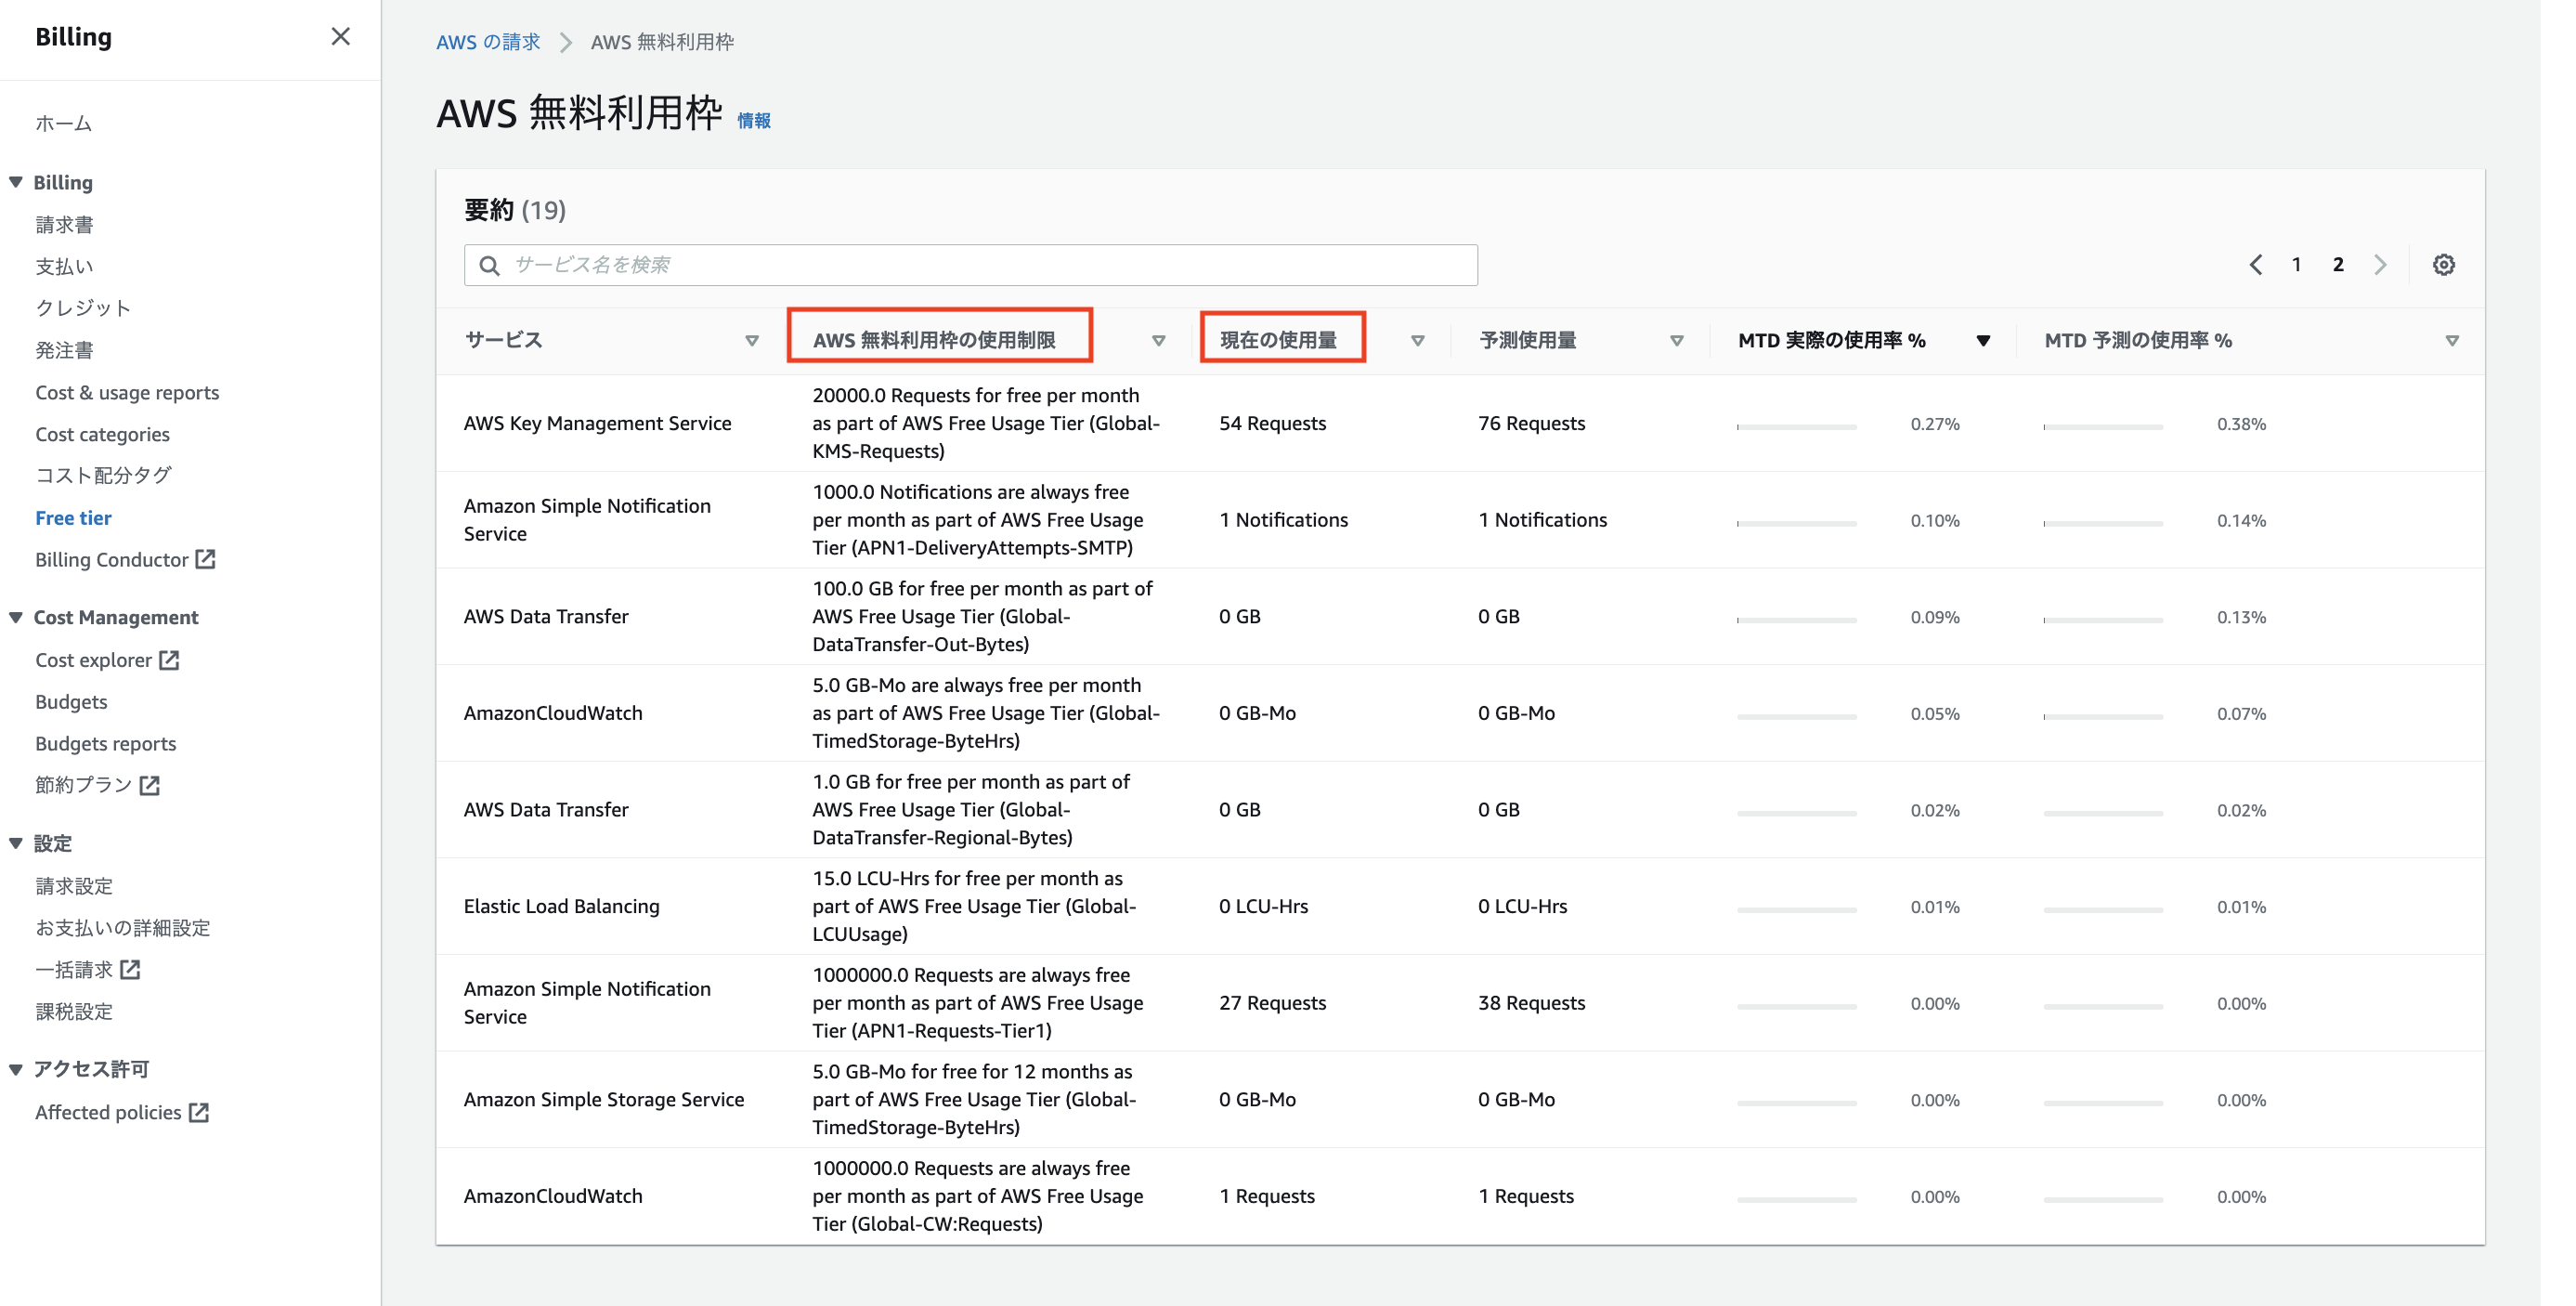 Billing
ホーム
Billing
請求書
支払い
クレジット
発注書
Cost & usage reports
Cost categories
コスト配分タグ
Free tier
Billing Conductor
Cost Management
Cost explorer
Budgets
Budgets reports
節約プラン
設定
請求設定
お支払いの詳細設定
一括請求
課税設定
アクセス許可
Affected policies
AWS の請求 > AWS 無料利用枠
AWS 無料利用枠 情報
要約 (19)
サービス名を検索
1 2
サービス AWS 無料利用枠の使用制限 現在の使用量 予測使用量 MTD 実際の使用率 % MTD 予測の使用率 %
20000.0 Requests for free per month
AWS Key Management Service as part of AWS Free Usage Tier (Global- 54 Requests 76 Requests 0.27% 0.38%
KMS-Requests)
1000.0 Notifications are always free
Amazon Simple Notification
per month as part of AWS Free Usage 1 Notifications 1 Notifications 0.10% 0.14%
Service
Tier (APN1-DeliveryAttempts-SMTP)
100.0 GB for free per month as part of
AWS Data Transfer AWS Free Usage Tier (Global- 0 GB 0 GB 0.09% 0.13%
DataTransfer-Out-Bytes)
5.0 GB-Mo are always free per month
AmazonCloudWatch as part of AWS Free Usage Tier (Global- 0 GB-Mo 0 GB-Mo 0.05% 0.07%
TimedStorage-ByteHrs)
1.0 GB for free per month as part of
AWS Data Transfer AWS Free Usage Tier (Global- 0 GB 0 GB 0.02% 0.02%
DataTransfer-Regional-Bytes)
15.0 LCU-Hrs for free per month as
Elastic Load Balancing part of AWS Free Usage Tier (Global- 0 LCU-Hrs 0 LCU-Hrs 0.01% 0.01%
LCUUsage)
1000000.0 Requests are always free
Amazon Simple Notification
per month as part of AWS Free Usage 27 Requests 38 Requests 0.00% 0.00%
Service
Tier (APN1-Requests-Tier1)
5.0 GB-Mo for free for 12 months as
Amazon Simple Storage Service part of AWS Free Usage Tier (Global- 0 GB-Mo 0 GB-Mo 0.00% 0.00%
TimedStorage-ByteHrs)
1000000.0 Requests are always free
AmazonCloudWatch per month as part of AWS Free Usage 1 Requests 1 Requests 0.00% 0.00%
Tier (Global-CW:Requests)